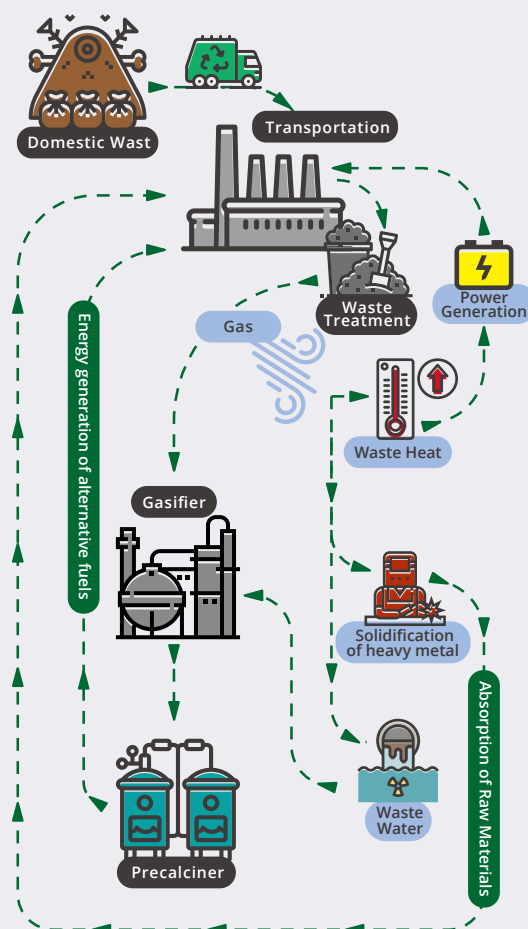 Domestic Wast
Transportation
Power
Generation
Waste
Treatment
Gas
Energy generation of alternative fuels
Waste Heat
Gasifier
Solidification
of heavy metal
Absorption of Raw Materials
Waste
Water
Precalciner